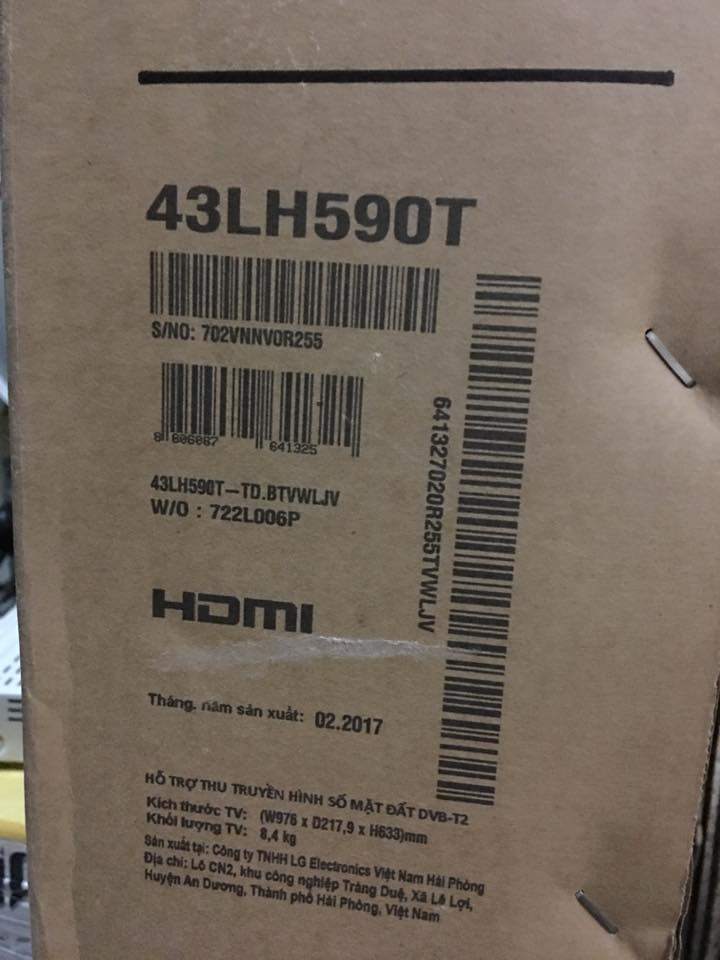 43LH590T
S/NO: 702VNNV0R255
8 806087 641325
43LH590T-TD.BTVWLJV
W/O : 722L006P
641327020R255TVWLJV
HDMI
Tháng. năm sản xuất: 02.2017
HỖ TRỢ THU TRUYỀN HÌNH SỐ MẶT ĐẤT DVB-T2
Kích thước TV: (W976 x D217,9 x H633)mm
Khối lượng TV: 8,4 kg
Sản xuất tại: Công ty TNHH LG Electronics Việt Nam Hải Phòng
Địa chỉ: Lô CN2, khu công nghiệp Tràng Duệ, Xã Lê Lợi,
Huyện An Dương, Thành phố Hải Phòng, Việt Nam